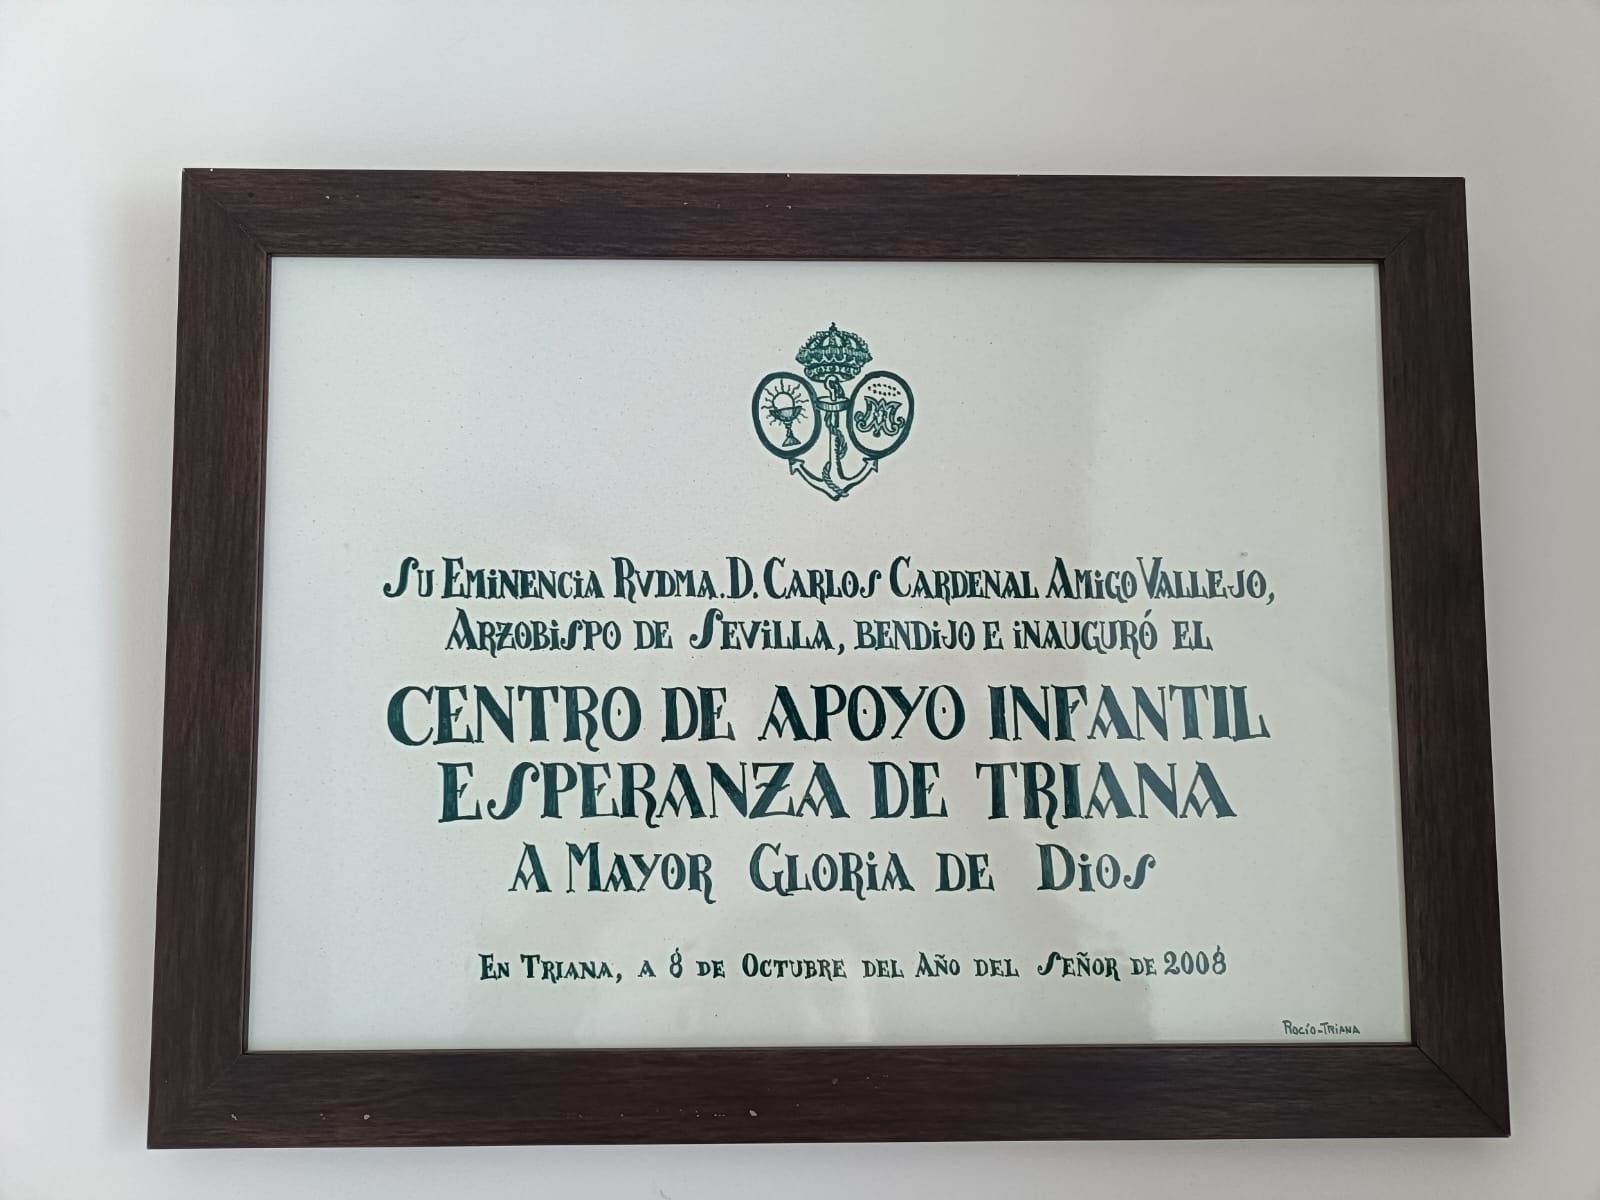 Su Eminencia Rvdma. D. Carlos Cardenal Amigo Vallejo,
Arzobispo de Sevilla, bendijo e inauguró el
CENTRO DE APOYO INFANTIL
ESPERANZA DE TRIANA
A Mayor Gloria de Dios
En Triana, a 8 de Octubre del Año del Señor de 2008
Rocío-Triana